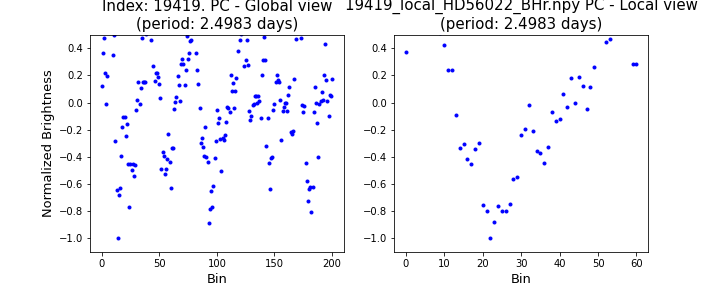 Index: 19419. PC - Global view
(period: 2.4983 days)
19419_local_HD56022_BHr.npy PC - Local view
(period: 2.4983 days)
Normalized Brightness
0.4
0.2
0.0
−0.2
−0.4
−0.6
−0.8
−1.0
0 50 100 150 200
Bin
0.4
0.2
0.0
−0.2
−0.4
−0.6
−0.8
−1.0
0 10 20 30 40 50 60
Bin